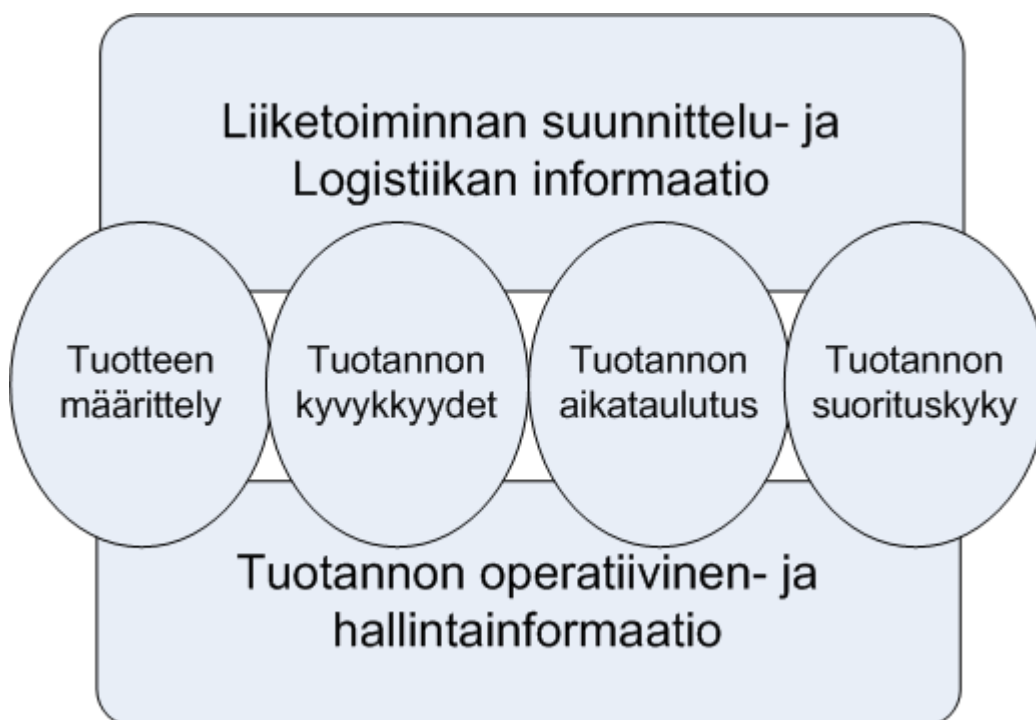 Liiketoiminnan suunnittelu- ja
Logistiikan informaatio
Tuotteen
määrittely
Tuotannon
kyvykkyydet
Tuotannon
aikataulutus
Tuotannon
suorituskyky
Tuotannon operatiivinen- ja
hallintainformaatio